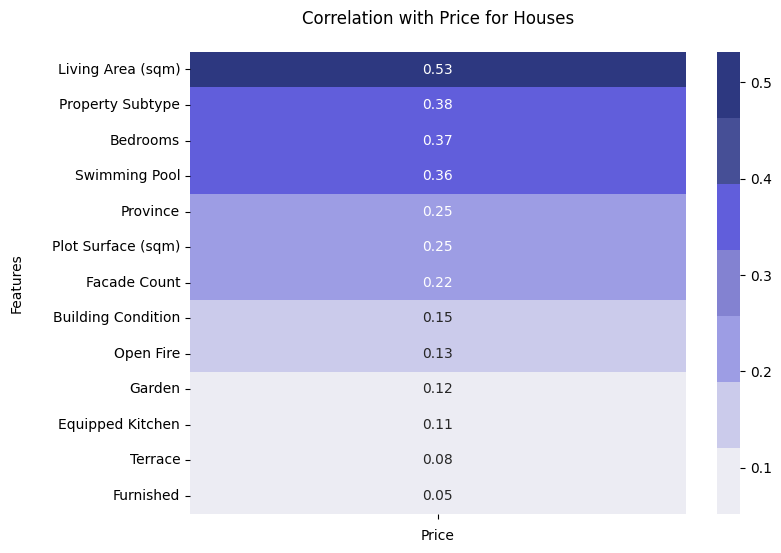 Correlation with Price for Houses
Features
Living Area (sqm) 0.53
Property Subtype 0.38
Bedrooms 0.37
Swimming Pool 0.36
Province 0.25
Plot Surface (sqm) 0.25
Facade Count 0.22
Building Condition 0.15
Open Fire 0.13
Garden 0.12
Equipped Kitchen 0.11
Terrace 0.08
Furnished 0.05
Price
0.5
0.4
0.3
0.2
0.1